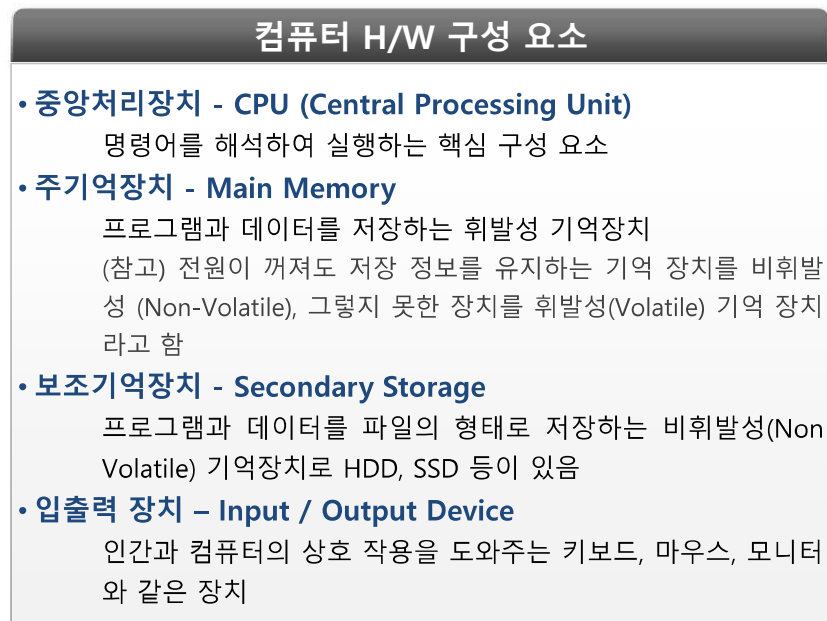 컴퓨터 H/W 구성 요소
• 중앙처리장치 - CPU (Central Processing Unit)
명령어를 해석하여 실행하는 핵심 구성 요소
• 주기억장치 - Main Memory
프로그램과 데이터를 저장하는 휘발성 기억장치
(참고) 전원이 꺼져도 저장 정보를 유지하는 기억 장치를 비휘발
성 (Non-Volatile), 그렇지 못한 장치를 휘발성(Volatile) 기억 장치
라고 함
• 보조기억장치 - Secondary Storage
프로그램과 데이터를 파일의 형태로 저장하는 비휘발성(Non
Volatile) 기억장치로 HDD, SSD 등이 있음
• 입출력 장치 – Input / Output Device
인간과 컴퓨터의 상호 작용을 도와주는 키보드, 마우스, 모니터
와 같은 장치